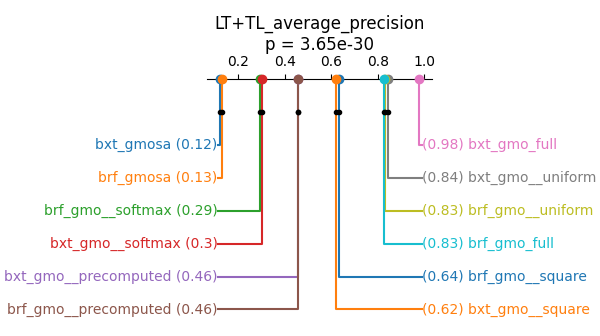 LT+TL_average_precision
p = 3.65e-30
0.2 0.4 0.6 0.8 1.0
bxt_gmosa (0.12)
(0.98) bxt_gmo_full
brf_gmosa (0.13)
(0.84) bxt_gmo__uniform
brf_gmo__softmax (0.29)
(0.83) brf_gmo__uniform
bxt_gmo__softmax (0.3)
(0.83) brf_gmo_full
bxt_gmo__precomputed (0.46)
(0.64) brf_gmo__square
brf_gmo__precomputed (0.46)
(0.62) bxt_gmo__square